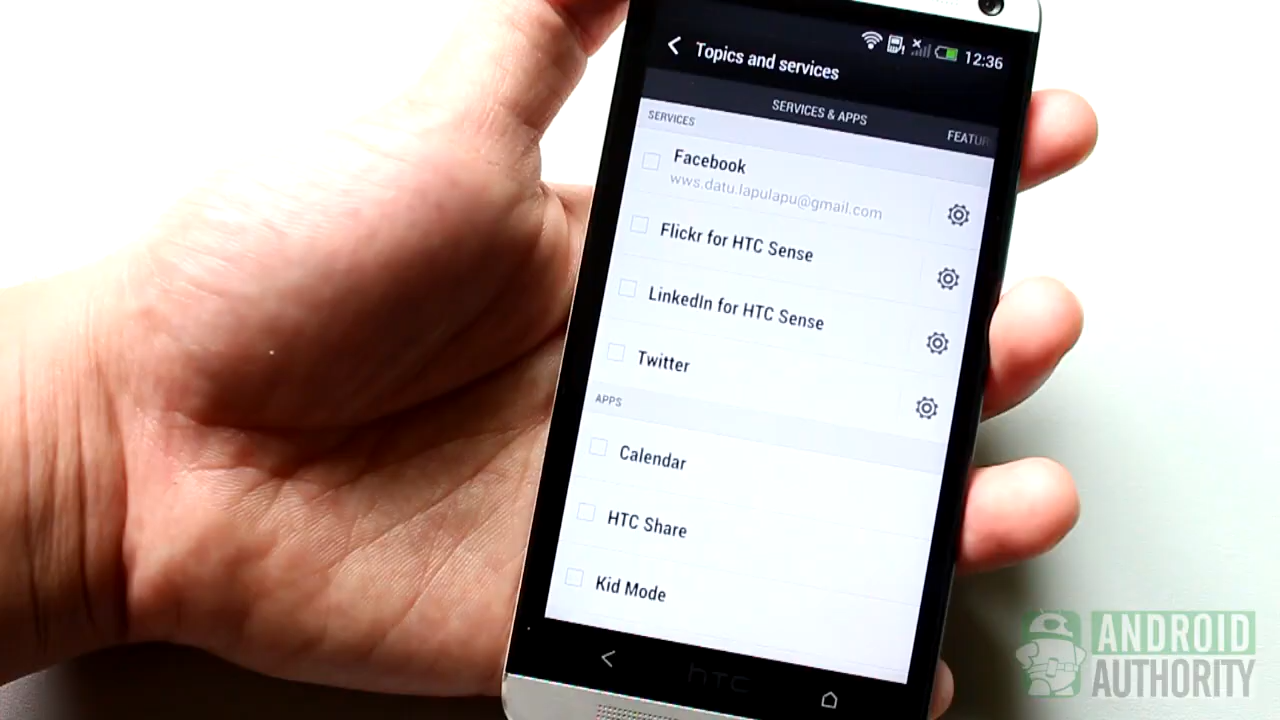 12:36
Topics and services
SERVICES & APPS
FEATUR
SERVICES
Facebook
wws.datu.lapulapu@gmail.com
Flickr for HTC Sense
LinkedIn for HTC Sense
Twitter
APPS
Calendar
HTC Share
Kid Mode
hTC
ANDROID
AUTHORITY